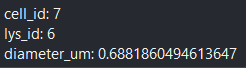 cell_id: 7
lys_id: 6
diameter_um: 0.6881860494613647